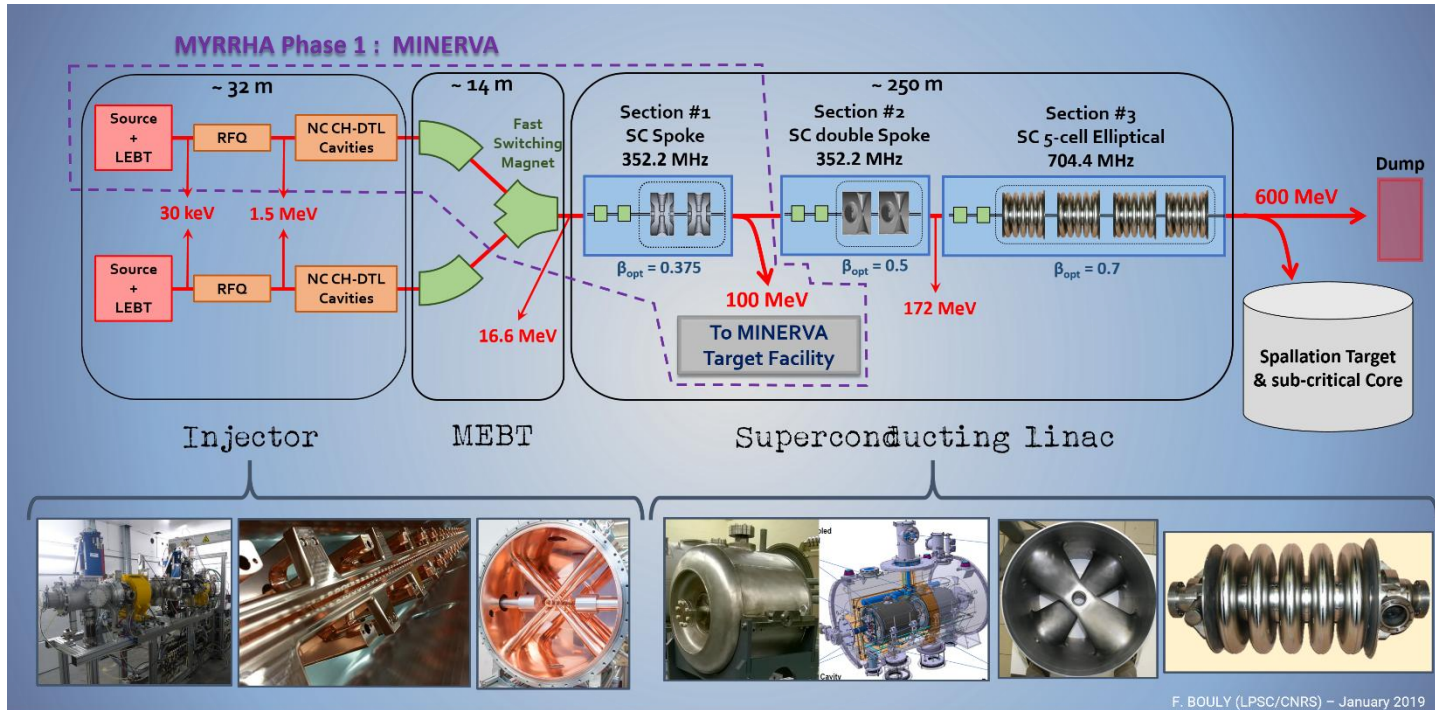 MYRRHA Phase 1 : MINERVA
~ 32 m
~ 14 m
~ 250 m
Source
+
LEBT
RFQ
NC CH-DTL
Cavities
30 keV
1.5 MeV
Source
+
LEBT
RFQ
NC CH-DTL
Cavities
Fast
Switching
Magnet
16.6 MeV
Section #1
SC Spoke
352.2 MHz
βopt = 0.375
100 MeV
To MINERVA
Target Facility
Section #2
SC double Spoke
352.2 MHz
βopt = 0.5
172 MeV
Section #3
SC 5-cell Elliptical
704.4 MHz
βopt = 0.7
600 MeV
Dump
Spallation Target
& sub-critical Core
Injector
MEBT
Superconducting linac
Cavity
F. BOULY (LPSC/CNRS) – January 2019